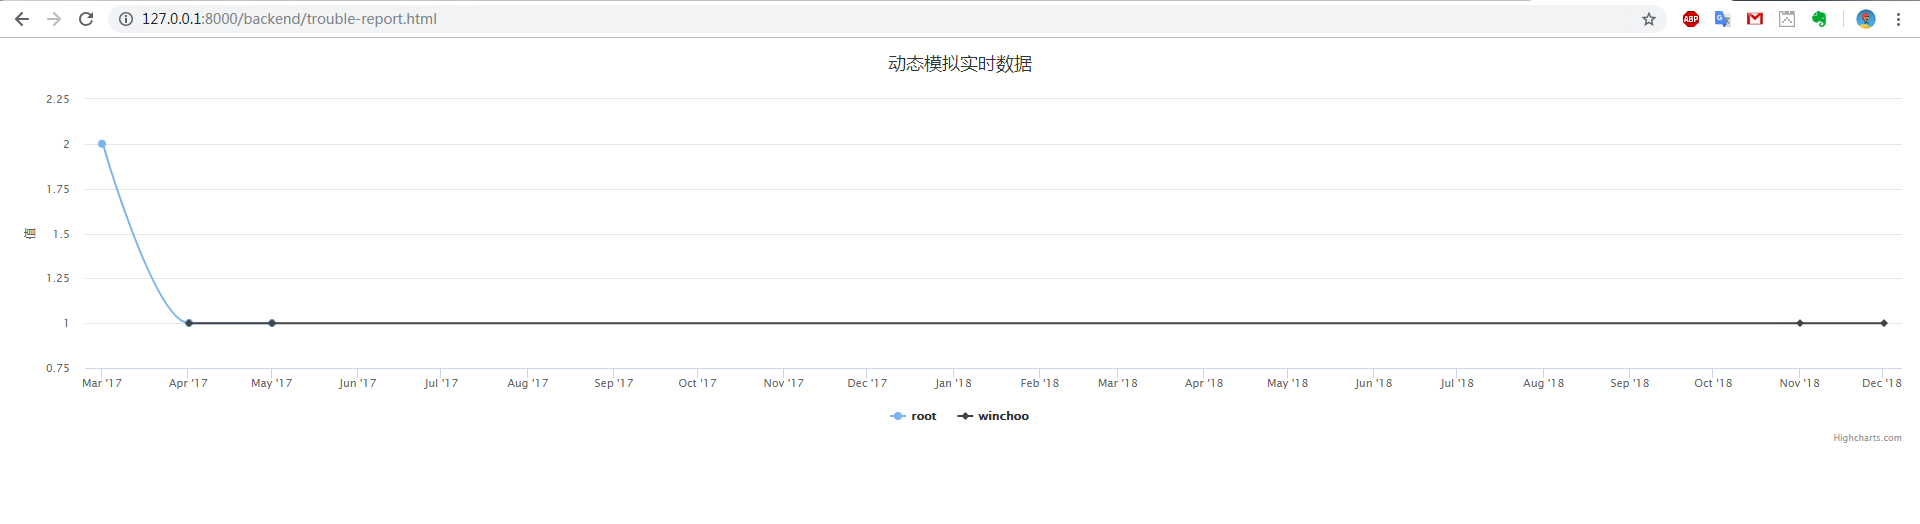 127.0.0.1:8000/backend/trouble-report.html
ABP
动态模拟实时数据
2.25
2
1.75
1.5
1.25
1
0.75
值
Mar '17 Apr '17 May '17 Jun '17 Jul '17 Aug '17 Sep '17 Oct '17 Nov '17 Dec '17 Jan '18 Feb '18 Mar '18 Apr '18 May '18 Jun '18 Jul '18 Aug '18 Sep '18 Oct '18 Nov '18 Dec '18
root winchoo
Highcharts.com